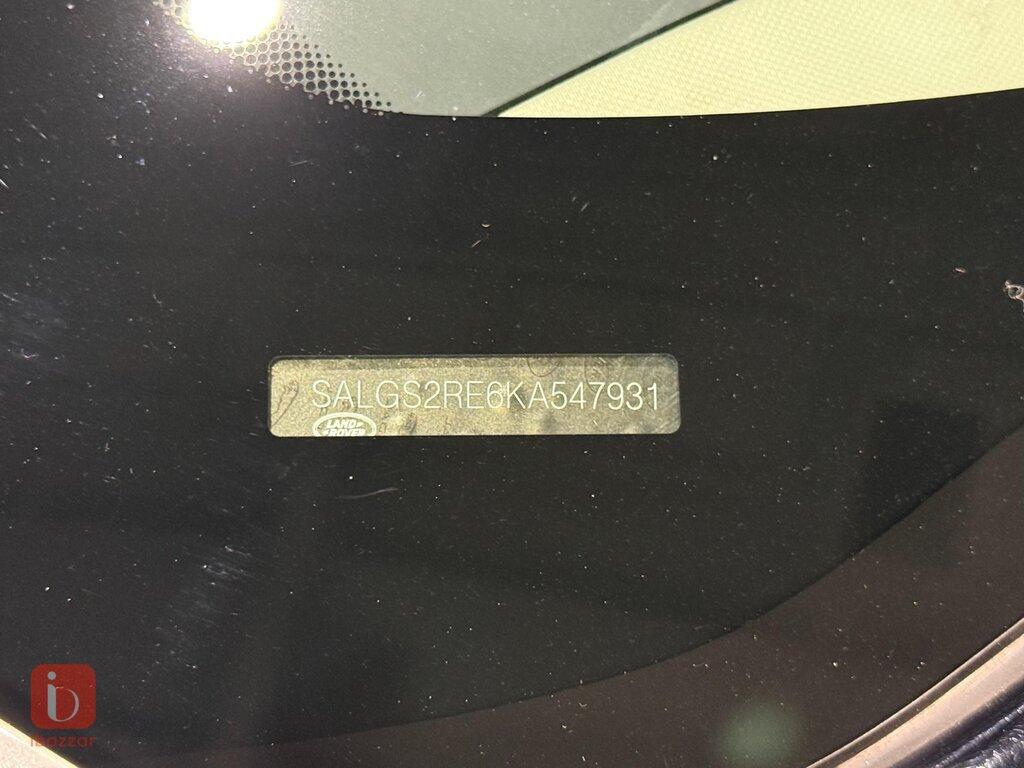 SALGS2RE6KA547931
LAND
ROVER
ibazzar